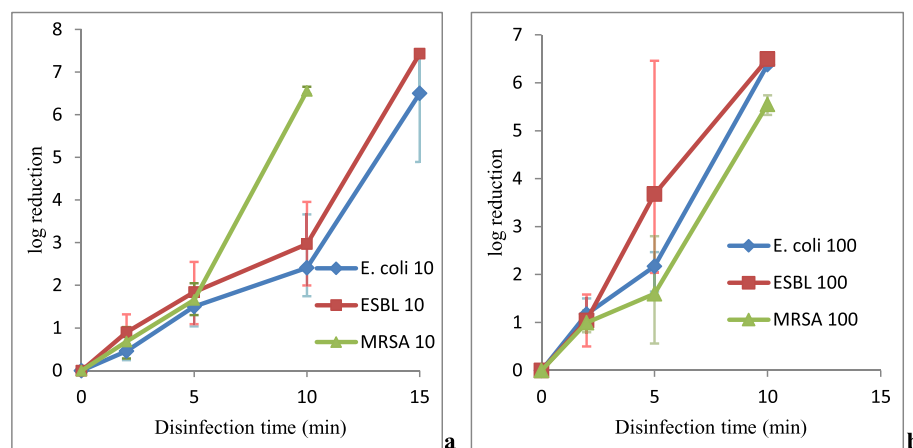 8
7
6
5
4
3
2
1
0
log reduction
0
5
10
15
Disinfection time (min)
E. coli 10
ESBL 10
MRSA 10
a
7
6
5
4
3
2
1
0
log reduction
0
5
10
15
Disinfection time (min)
E. coli 100
ESBL 100
MRSA 100
b